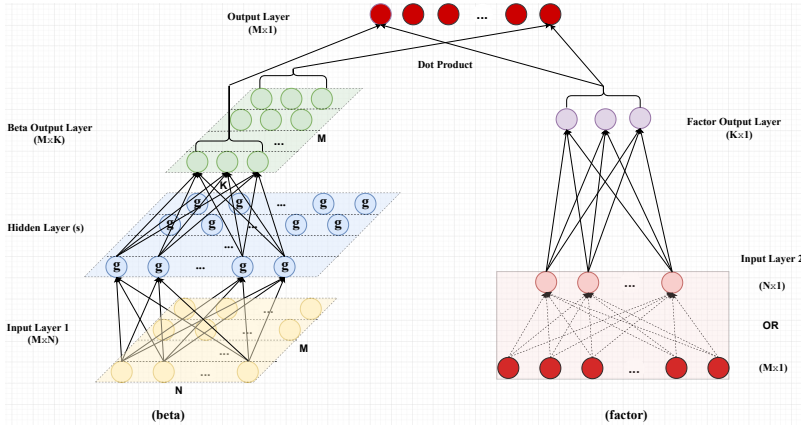 Output Layer
(M×1)
...
Dot Product
Beta Output Layer
(M×K)
...
M
K
Factor Output Layer
(K×1)
Hidden Layer (s)
g g ... g g
g g ... g g
...
g g ... g g
Input Layer 2
(N×1)
...
OR
...
(M×1)
Input Layer 1
(M×N)
...
...
...
M
...
N
(beta)
(factor)